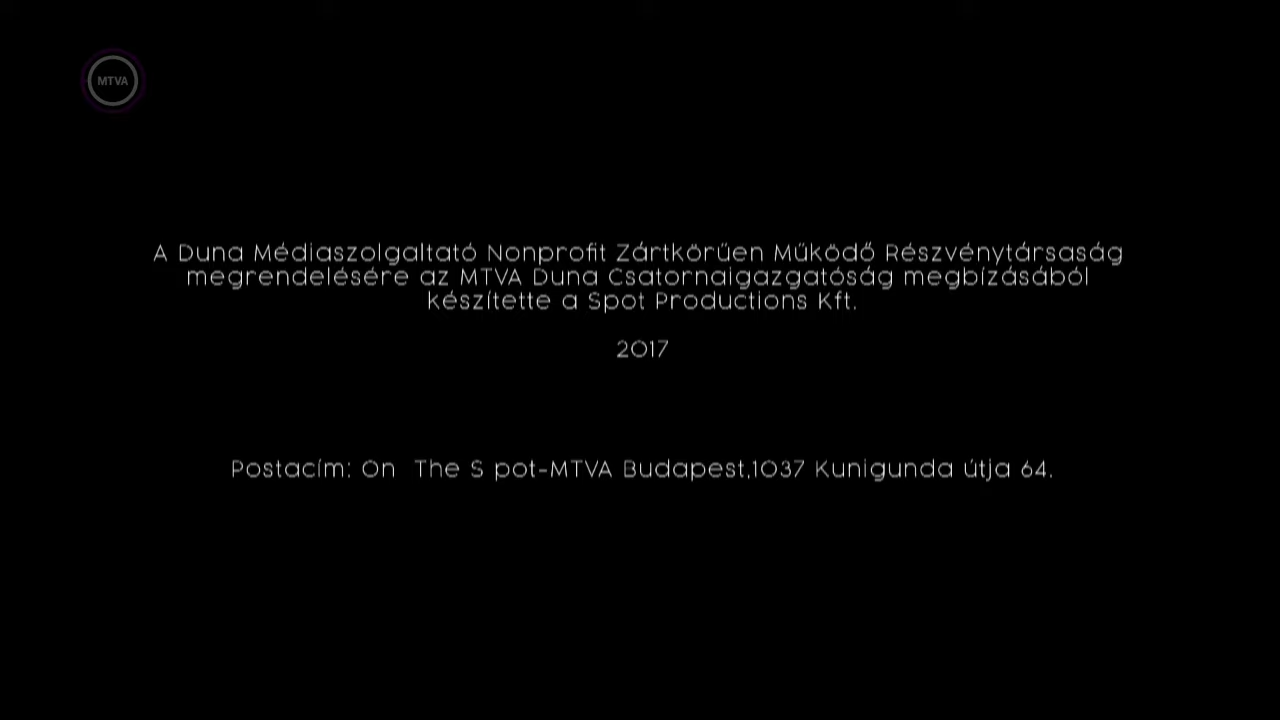 MTVA
A Duna Médiaszolgaltató Nonprofit Zártkörűen Működő Részvénytársaság
megrendelésére az MTVA Duna Csatornaigazgatóság megbízásából
készítette a Spot Productions Kft.
2017
Postacím: On  The S pot-MTVA Budapest,1037 Kunigunda útja 64.